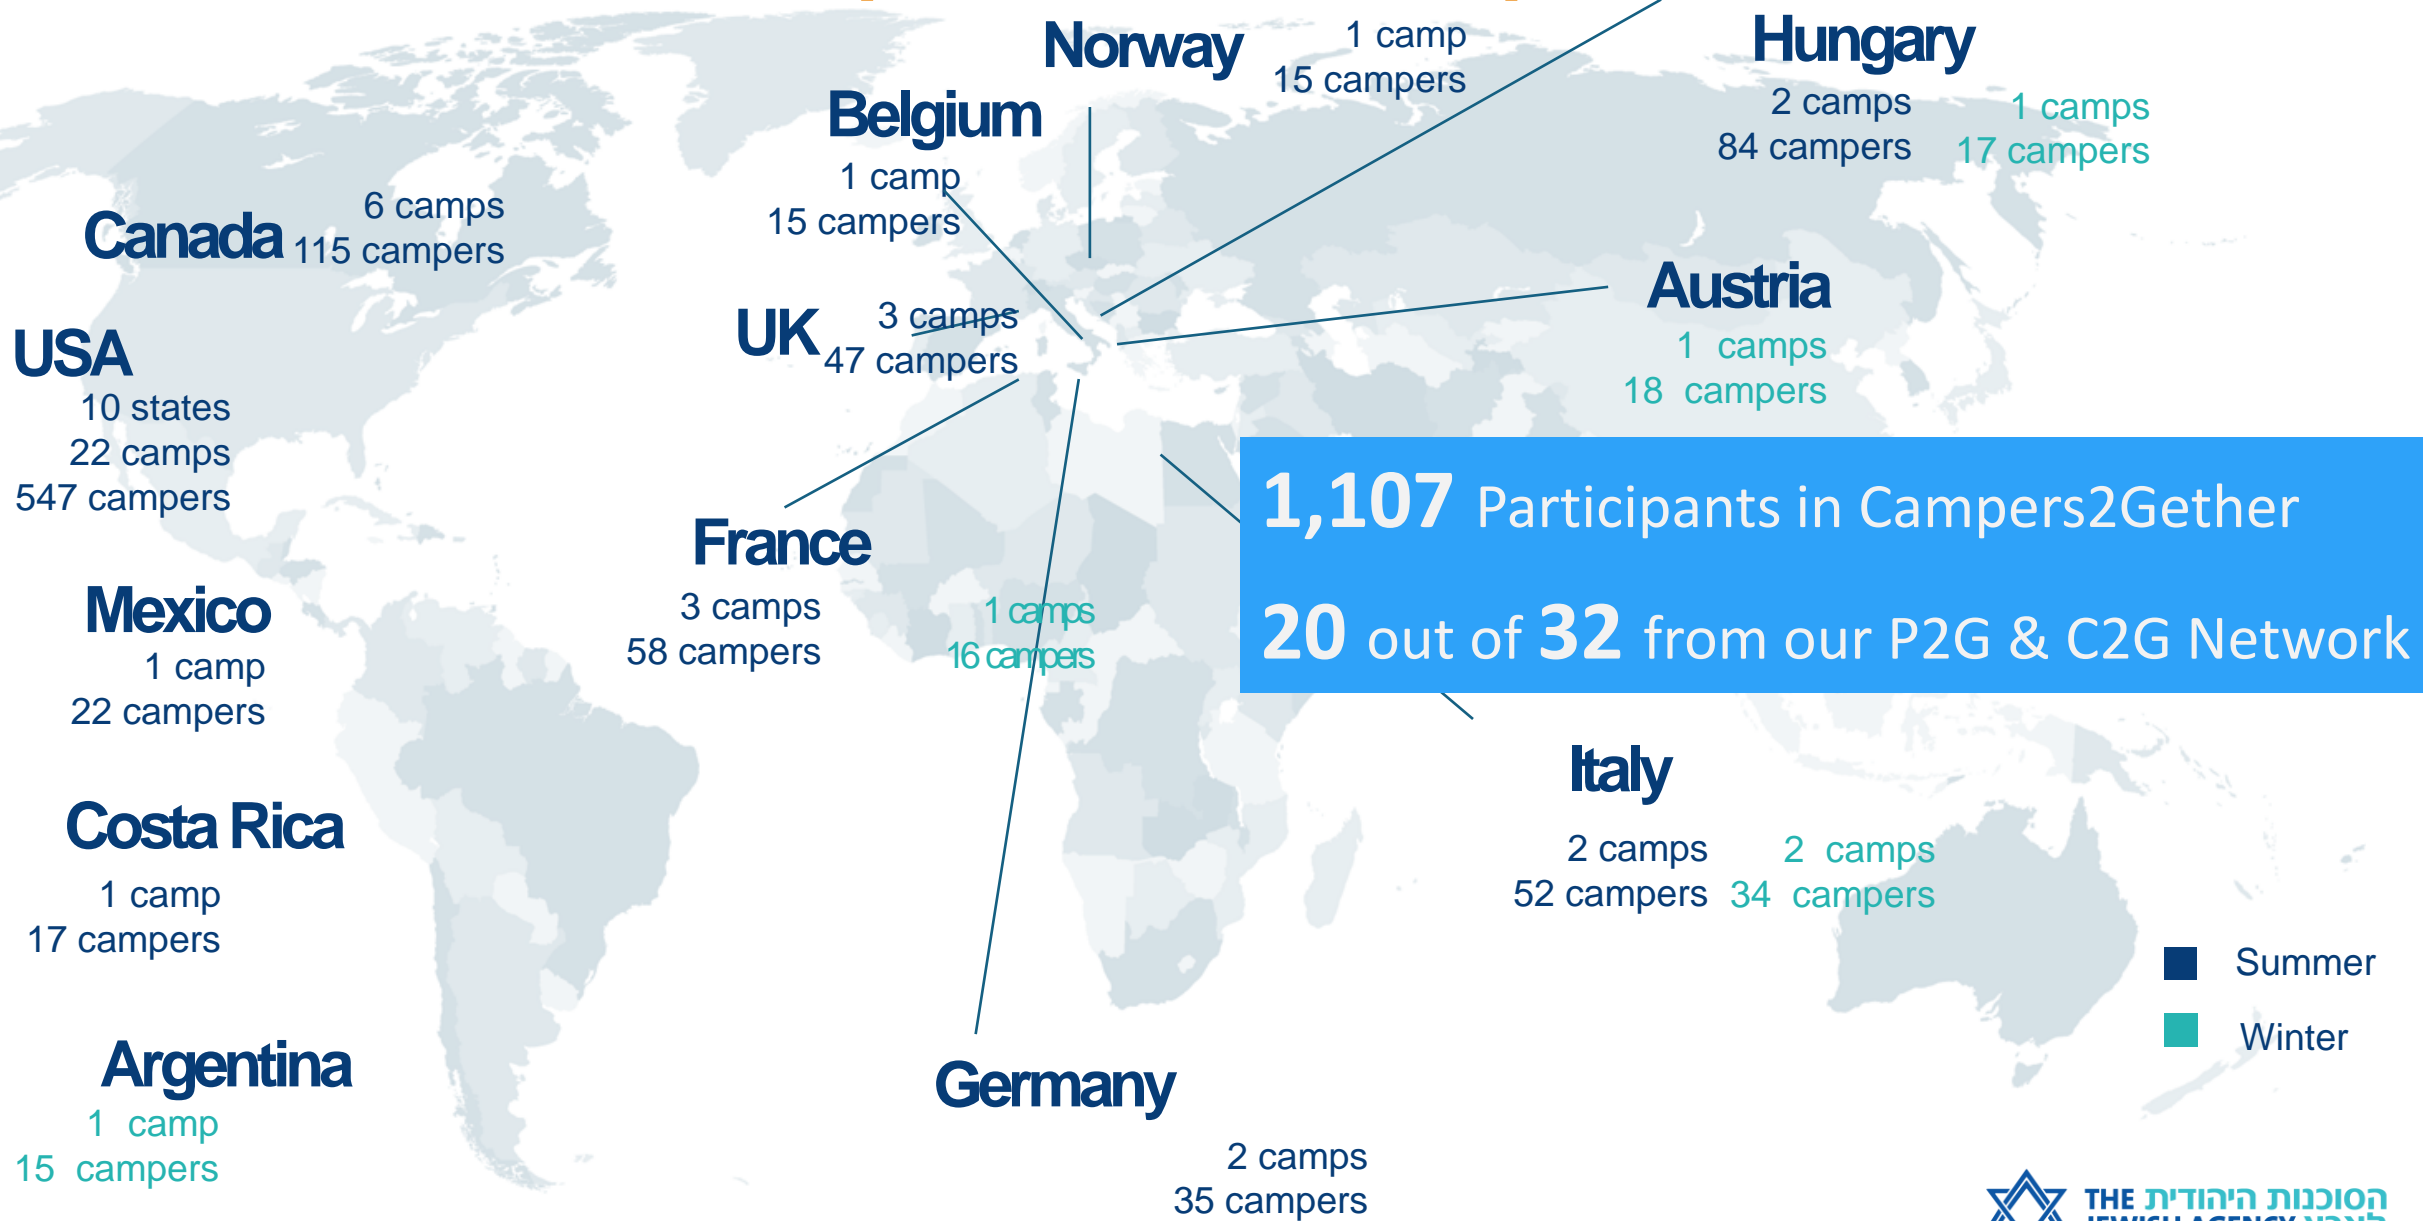 Norway
1 camp
15 campers
Hungary
2 camps
84 campers
1 camps
17 campers
Belgium
1 camp
15 campers
Canada
6 camps
115 campers
UK
3 camps
47 campers
Austria
1 camps
18 campers
USA
10 states
22 camps
547 campers
1,107 Participants in Campers2Gether
20 out of 32 from our P2G & C2G Network
France
3 camps
58 campers
1 camps
16 campers
Mexico
1 camp
22 campers
Italy
2 camps
52 campers
2 camps
34 campers
Costa Rica
1 camp
17 campers
Summer
Winter
Argentina
1 camp
15 campers
Germany
2 camps
35 campers
THE הסוכנות היהודית
JEWISH AGENCY